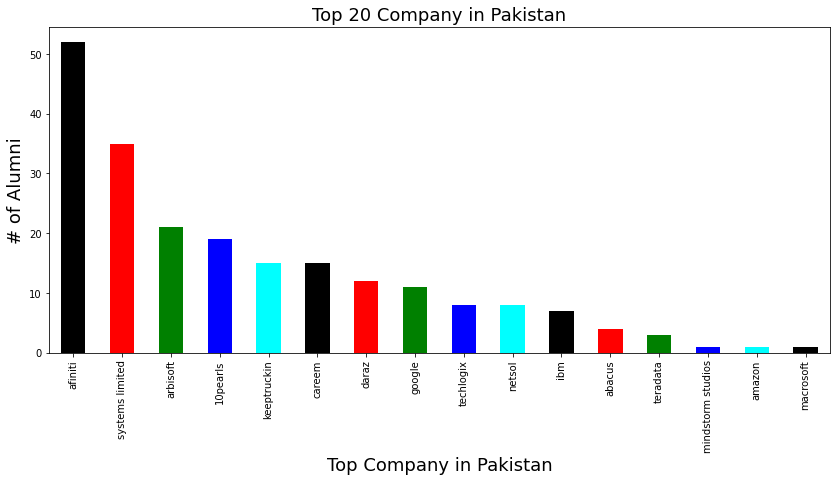 Top 20 Company in Pakistan
# of Alumni
50
40
30
20
10
0
afiniti
systems limited
arbisoft
10pearls
keeptruckin
careem
daraz
google
techlogix
netsol
ibm
abacus
teradata
mindstorm studios
amazon
macrosoft
Top Company in Pakistan